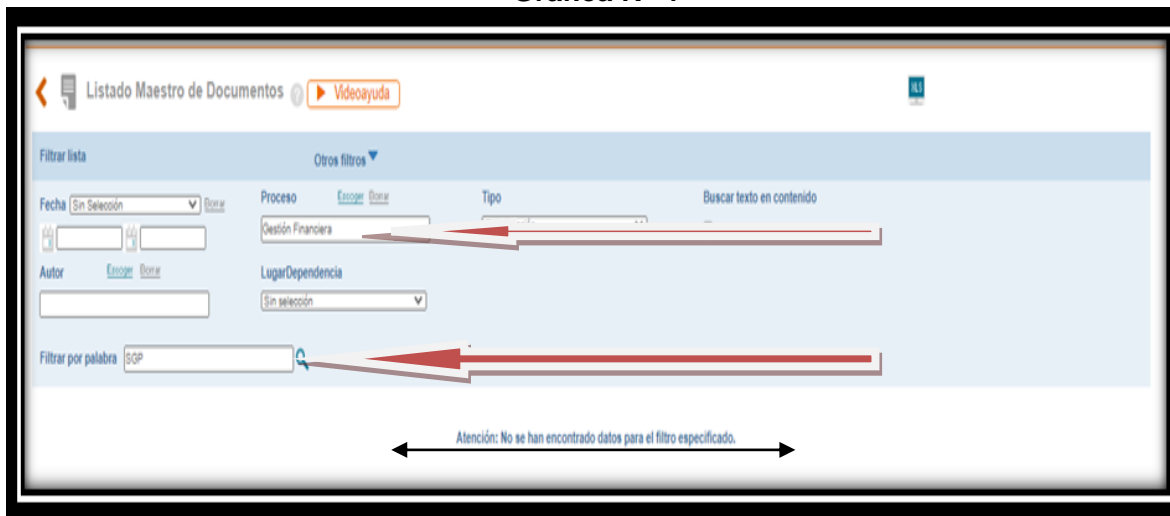 Listado Maestro de Documentos ? Videoayuda
XLS
Filtrar lista Otros filtros
Fecha Sin Selección Borrar Proceso Escoger Borrar Tipo Buscar texto en contenido
Gestión Financiera
Autor Escoger Borrar LugarDependencia
Sin selección
Filtrar por palabra SGP
Atención: No se han encontrado datos para el filtro especificado.